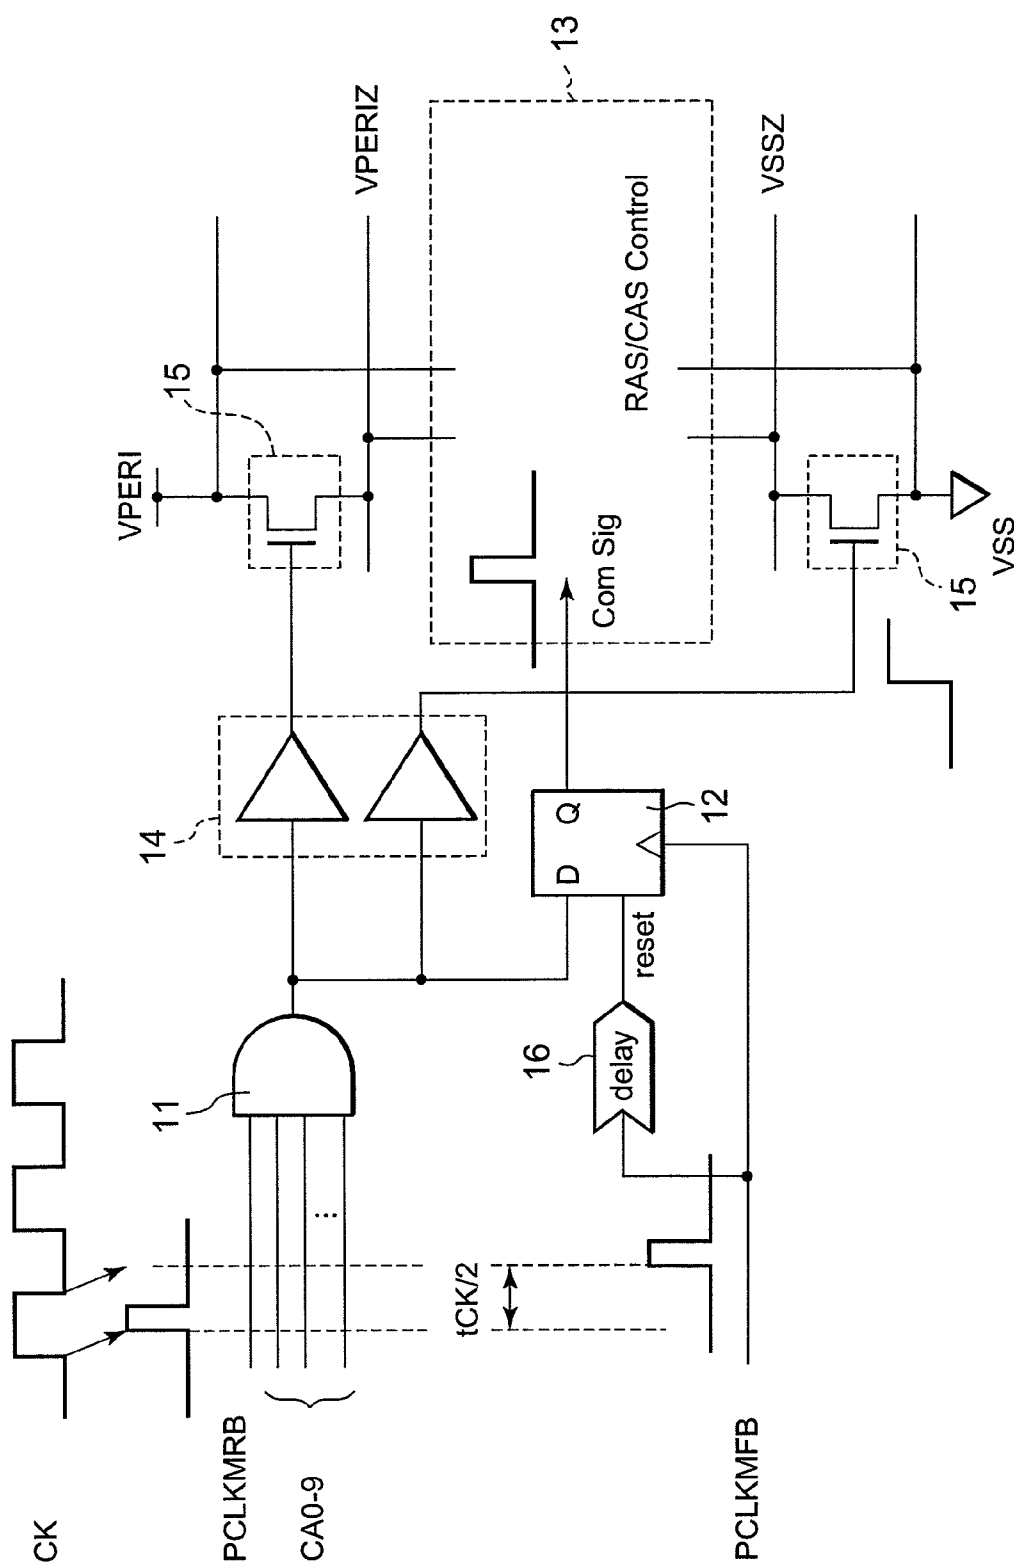 CK
PCLKMRB
CA0-9
...
11
14
VPERI
15
VPERIZ
13
tCK/2
16
delay
reset
D Q
12
Com Sig
RAS/CAS Control
VSSZ
15
VSS
PCLKMFB